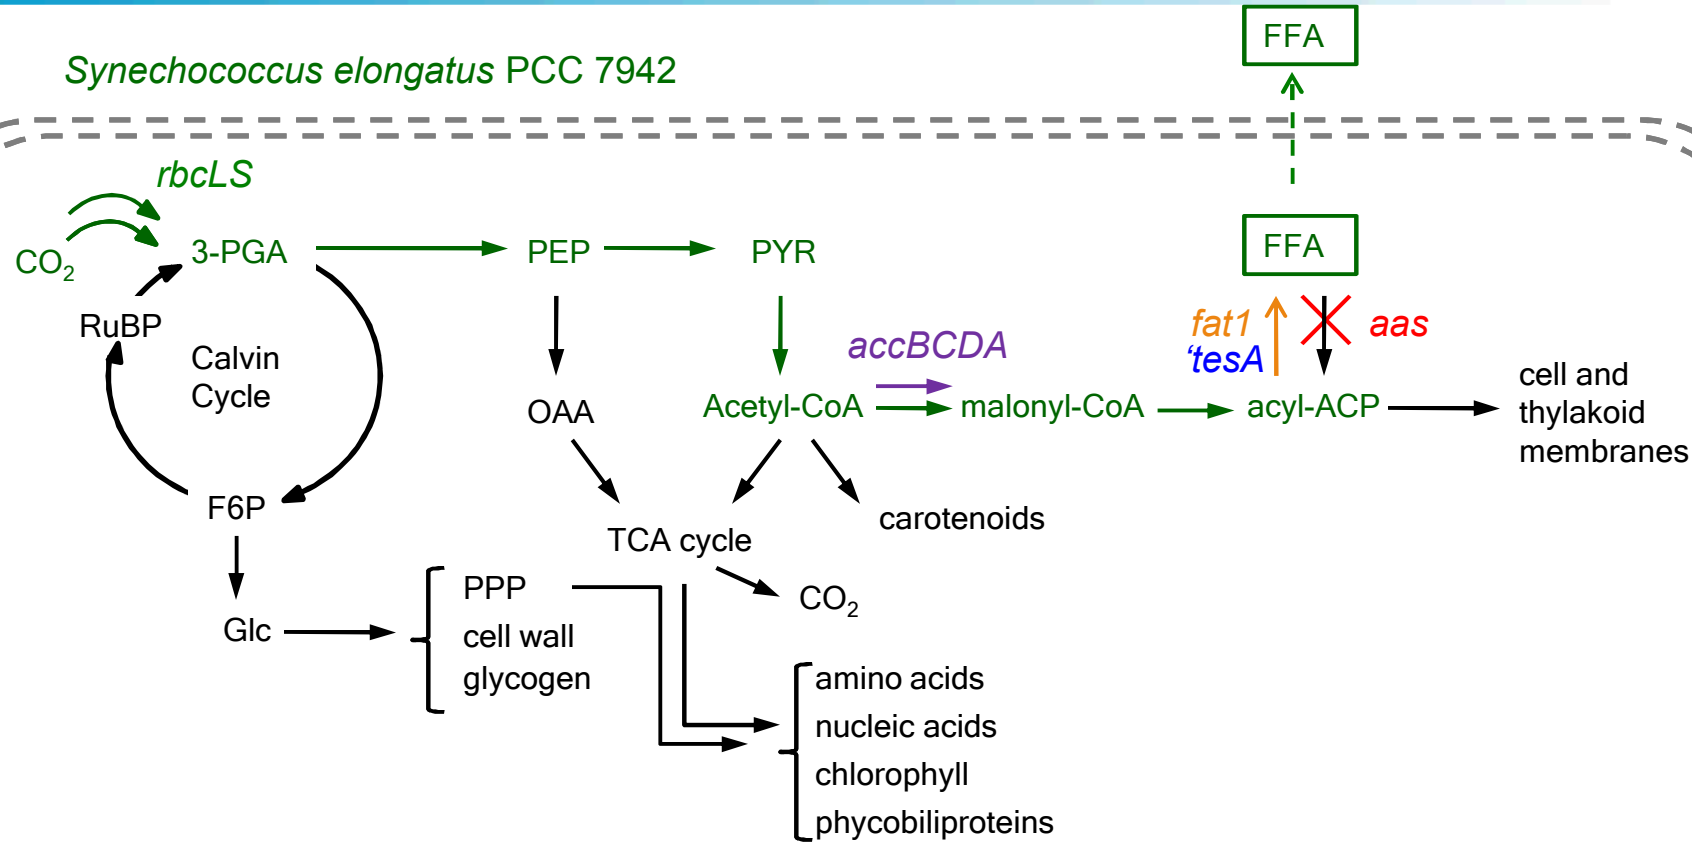 FFA
Synechococcus elongatus PCC 7942
rbcLS
CO2
3-PGA
PEP
PYR
FFA
RuBP
Calvin
Cycle
fat1
‘tesA
aas
accBCDA
OAA
Acetyl-CoA
malonyl-CoA
acyl-ACP
cell and
thylakoid
membranes
F6P
carotenoids
TCA cycle
CO2
Glc
PPP
cell wall
glycogen
amino acids
nucleic acids
chlorophyll
phycobiliproteins